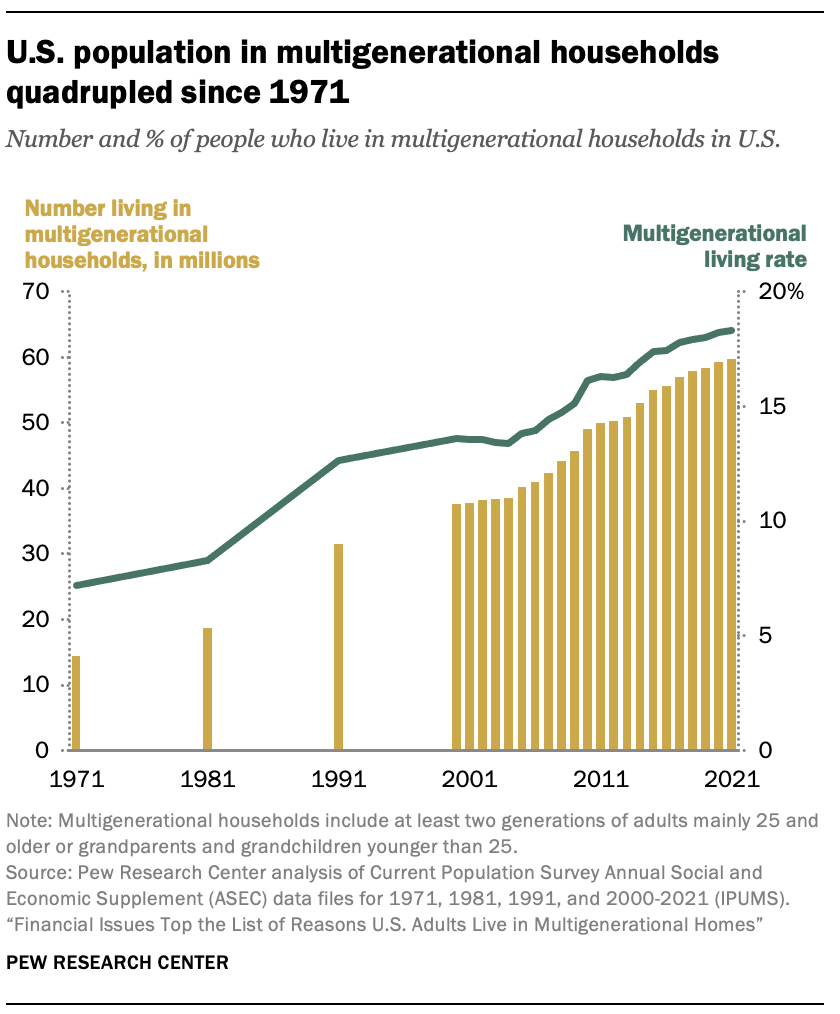 U.S. population in multigenerational households
quadrupled since 1971
Number and % of people who live in multigenerational households in U.S.
Number living in
multigenerational
households, in millions
Multigenerational
living rate
70
60
50
40
30
20
10
0
20%
15
10
5
0
1971 1981 1991 2001 2011 2021
Note: Multigenerational households include at least two generations of adults mainly 25 and
older or grandparents and grandchildren younger than 25.
Source: Pew Research Center analysis of Current Population Survey Annual Social and
Economic Supplement (ASEC) data files for 1971, 1981, 1991, and 2000-2021 (IPUMS).
“Financial Issues Top the List of Reasons U.S. Adults Live in Multigenerational Homes”
PEW RESEARCH CENTER